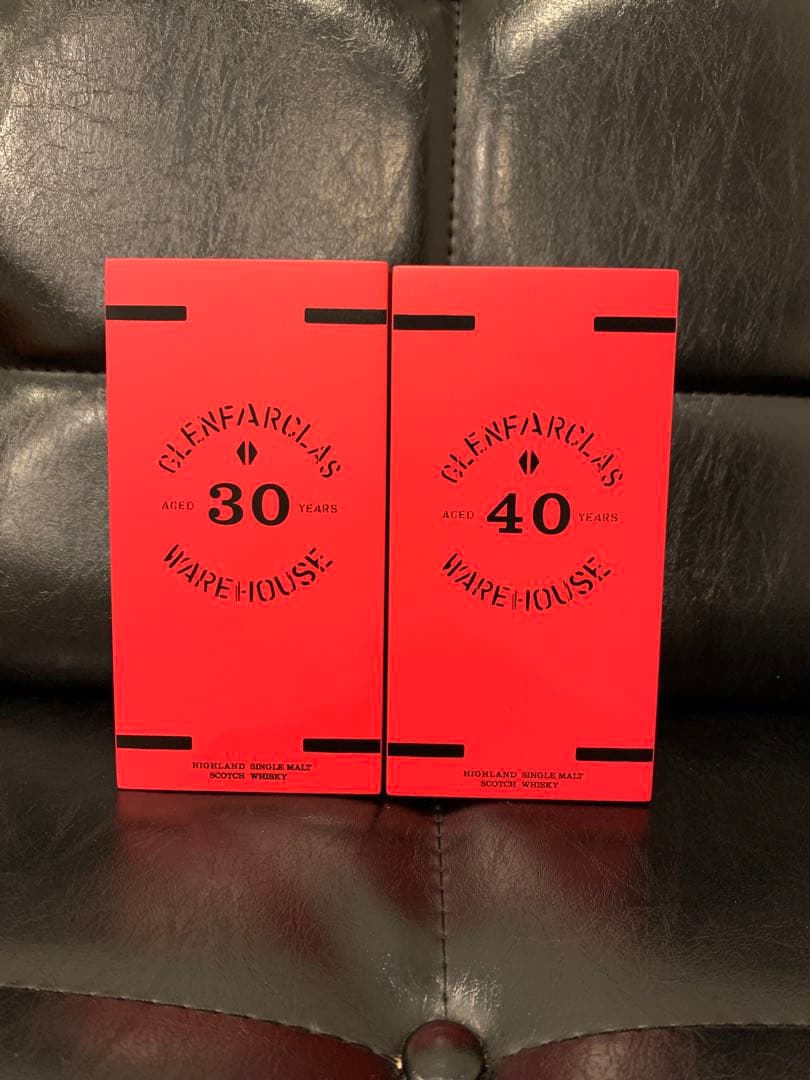 GLENFARCLAS
AGED 30 YEARS
WAREHOUSE
HIGHLAND SINGLE MALT
SCOTCH WHISKY
GLENFARCLAS
AGED 40 YEARS
WAREHOUSE
HIGHLAND SINGLE MALT
SCOTCH WHISKY